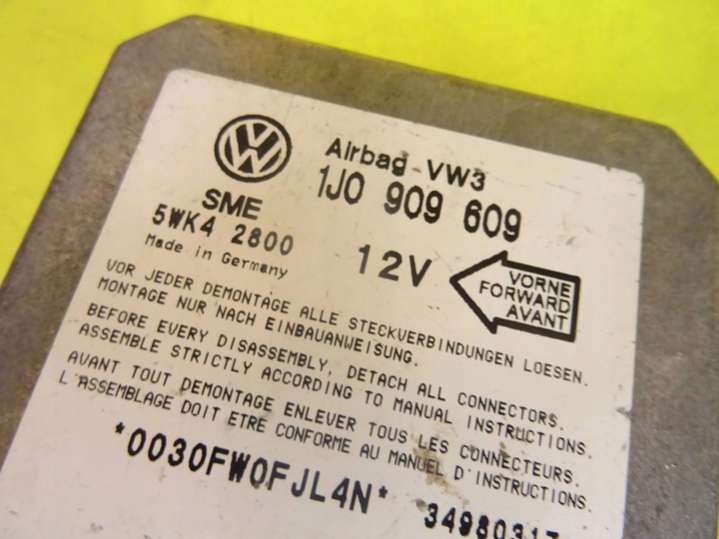 Airbag VW3
1J0 909 609
SME
5WK4 2800
Made in Germany
12V
VORNE
FORWARD
AVANT
VOR JEDER DEMONTAGE ALLE STECKVERBINDUNGEN LOESEN.
MONTAGE NUR NACH EINBAUANWEISUNG.
BEFORE EVERY DISASSEMBLY, DETACH ALL CONNECTORS.
ASSEMBLE STRICTLY ACCORDING TO MANUAL INSTRUCTIONS.
AVANT TOUT DEMONTAGE ENLEVER TOUS LES CONNECTEURS.
L'ASSEMBLAGE DOIT ETRE CONFORME AU MANUEL D'INSTRUCTIONS.
*0030FW0FJL4N*